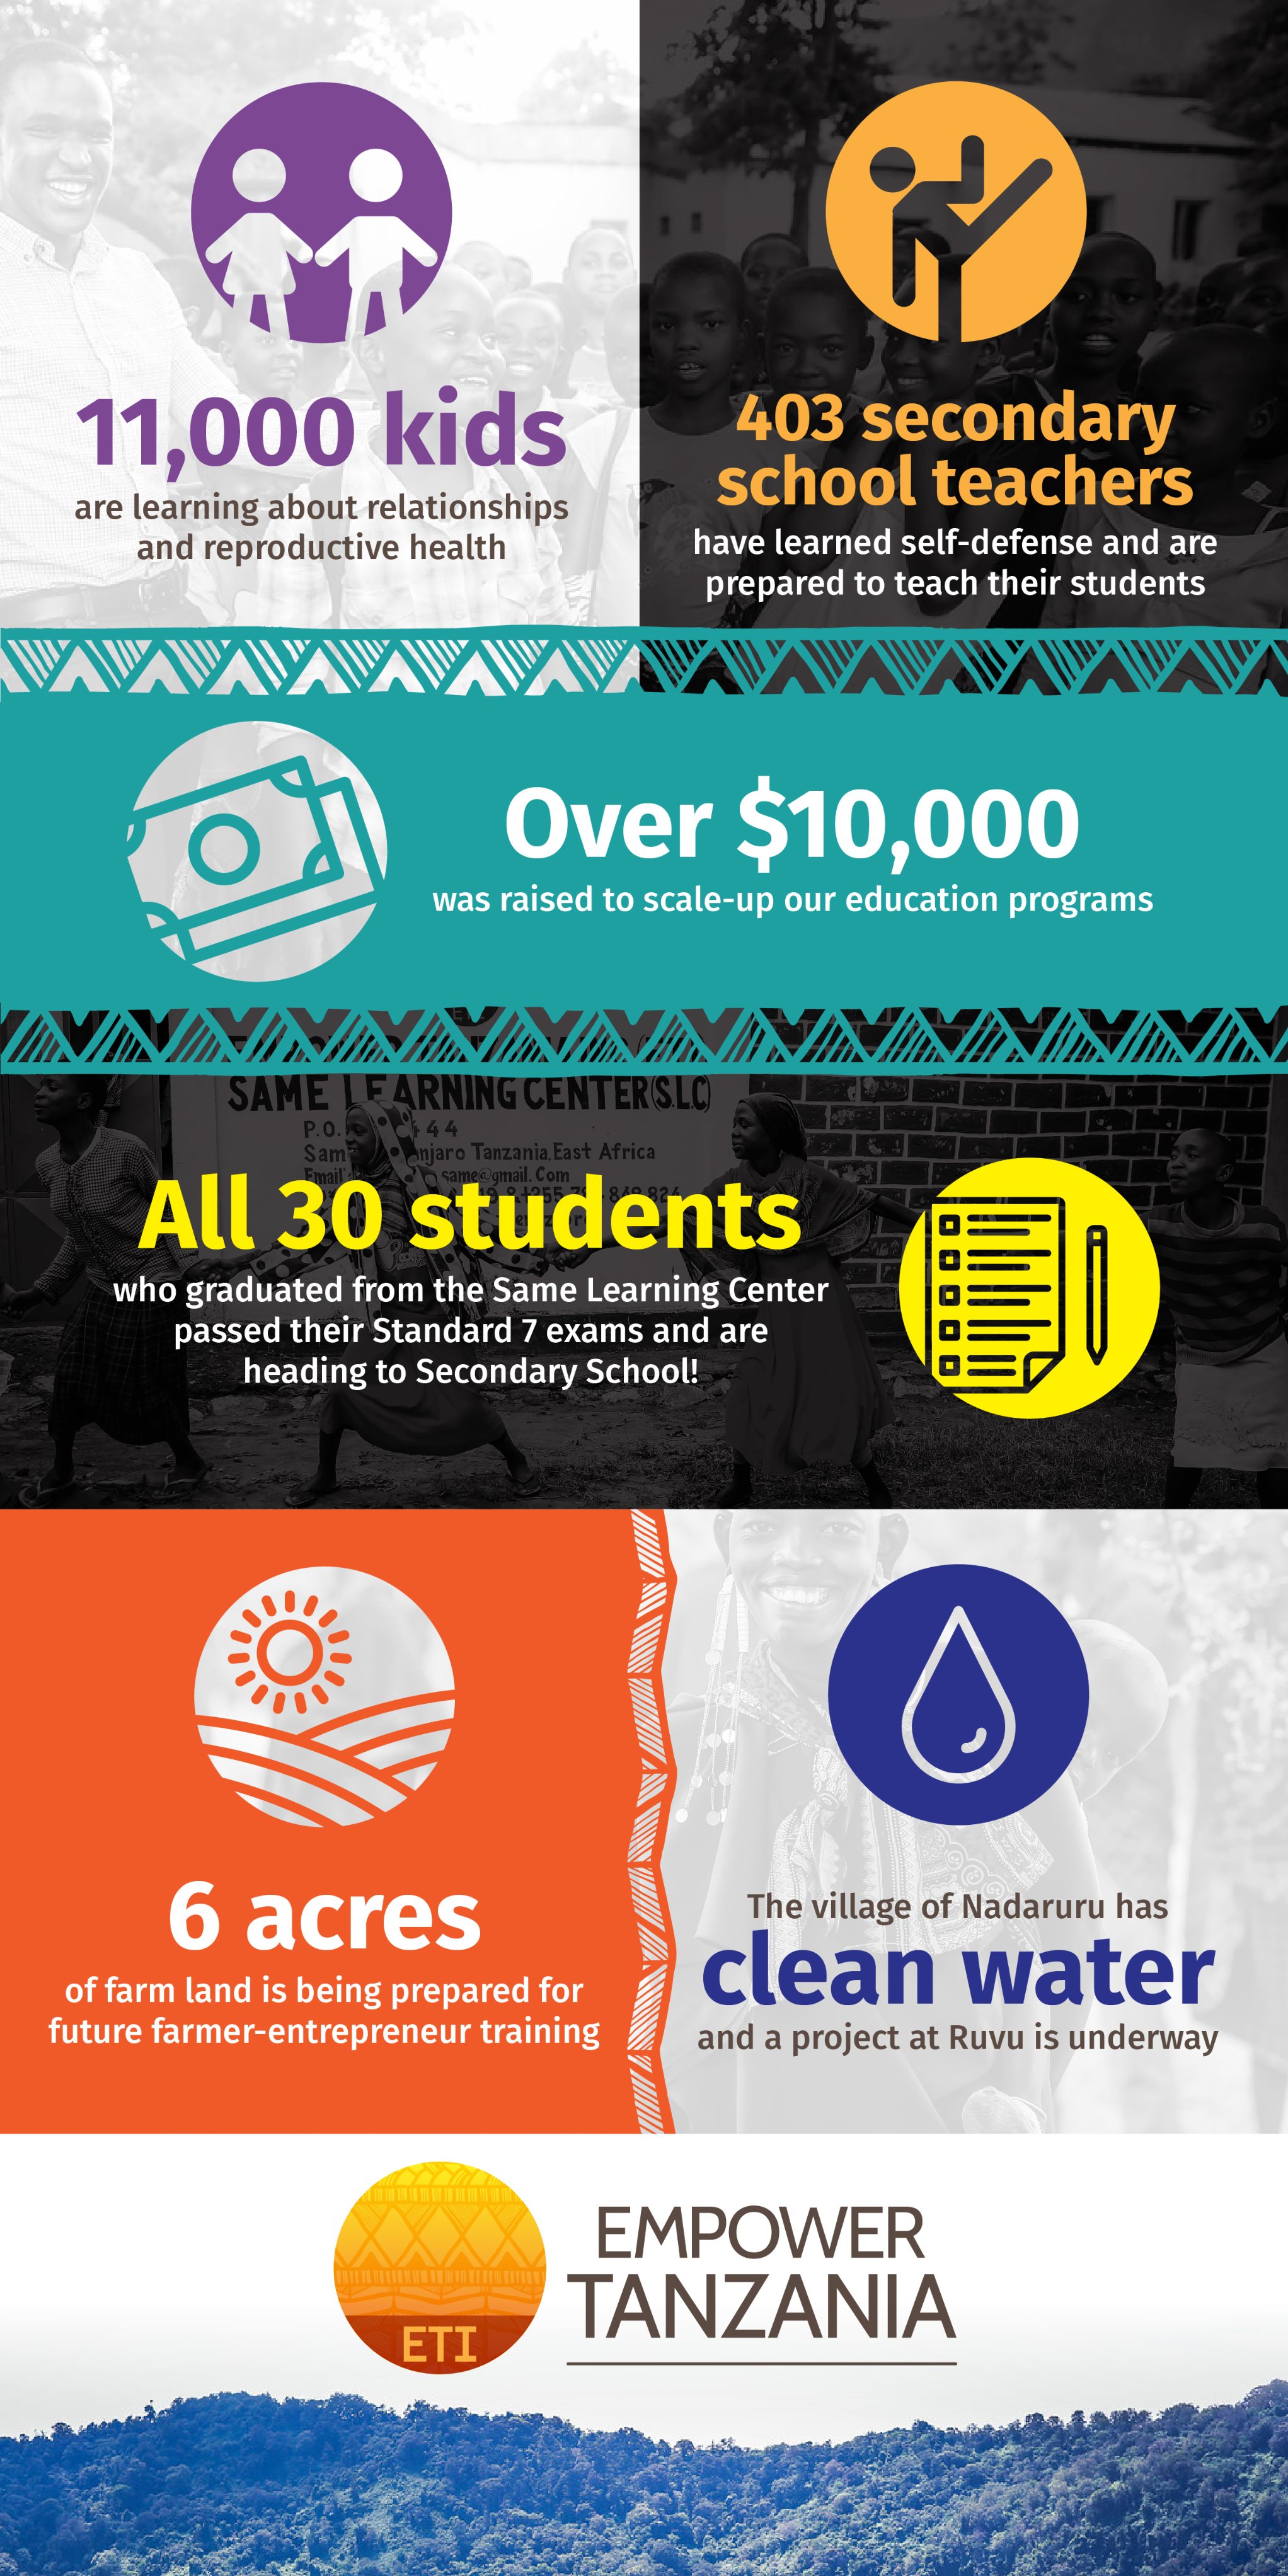 11,000 kids
are learning about relationships
and reproductive health
403 secondary
school teachers
have learned self-defense and are
prepared to teach their students
Over $10,000
was raised to scale-up our education programs
SAME LEARNING CENTER(S.L.C)
P.O.
44
Sam
njaro Tanzania,East Africa
Email
same@gmail.Com
All 30 students
who graduated from the Same Learning Center
passed their Standard 7 exams and are
heading to Secondary School!
6 acres
of farm land is being prepared for
future farmer-entrepreneur training
The village of Nadaruru has
clean water
and a project at Ruvu is underway
ETI
EMPOWER
TANZANIA